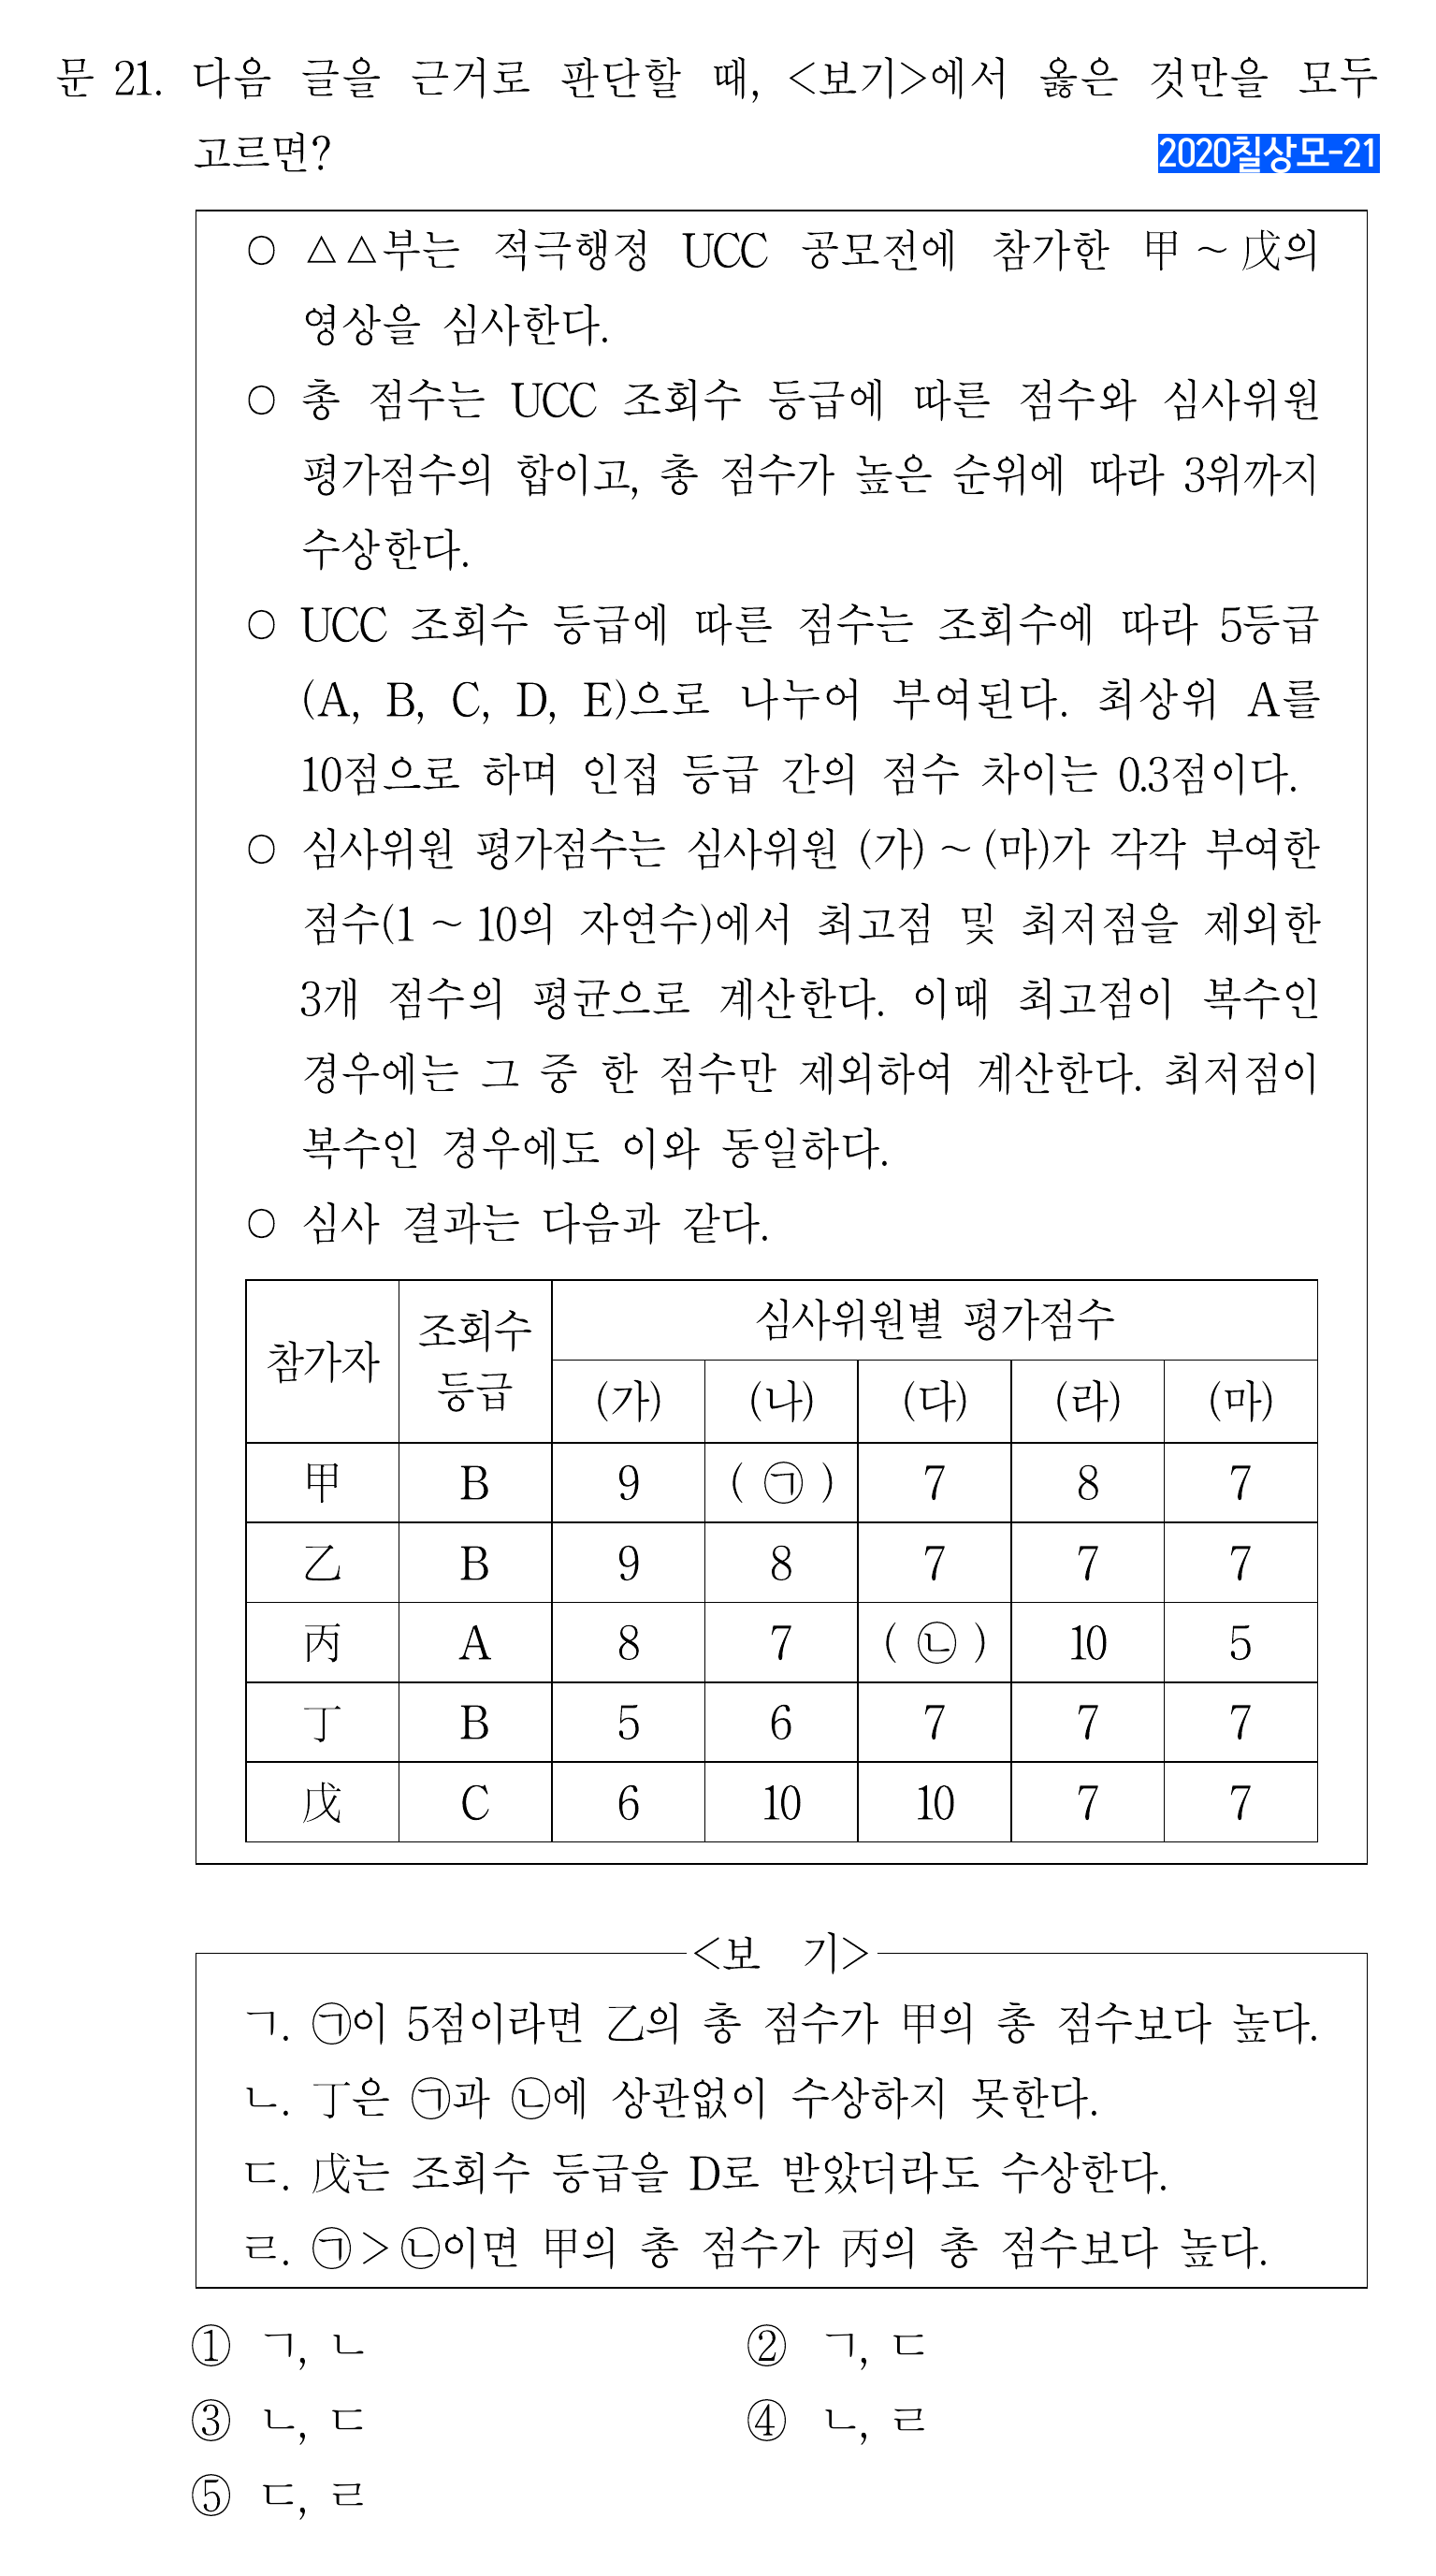 문 21. 다음 글을 근거로 판단할 때, <보기>에서 옳은 것만을 모두
고르면?
2020칠상모-21
○ △△부는 적극행정 UCC 공모전에 참가한 甲~戊의
영상을 심사한다.
○ 총 점수는 UCC 조회수 등급에 따른 점수와 심사위원
평가점수의 합이고, 총 점수가 높은 순위에 따라 3위까지
수상한다.
○ UCC 조회수 등급에 따른 점수는 조회수에 따라 5등급
(A, B, C, D, E)으로 나누어 부여된다. 최상위 A를
10점으로 하며 인접 등급 간의 점수 차이는 0.3점이다.
○ 심사위원 평가점수는 심사위원 (가)~(마)가 각각 부여한
점수(1~10의 자연수)에서 최고점 및 최저점을 제외한
3개 점수의 평균으로 계산한다. 이때 최고점이 복수인
경우에는 그 중 한 점수만 제외하여 계산한다. 최저점이
복수인 경우에도 이와 동일하다.
○ 심사 결과는 다음과 같다.
참가자 조회수 등급 심사위원별 평가점수
(가) (나) (다) (라) (마)
甲 B 9 ( ㉠ ) 7 8 7
乙 B 9 8 7 7 7
丙 A 8 7 ( ㉡ ) 10 5
丁 B 5 6 7 7 7
戊 C 6 10 10 7 7
<보 기>
ㄱ. ㉠이 5점이라면 乙의 총 점수가 甲의 총 점수보다 높다.
ㄴ. 丁은 ㉠과 ㉡에 상관없이 수상하지 못한다.
ㄷ. 戊는 조회수 등급을 D로 받았더라도 수상한다.
ㄹ. ㉠>㉡이면 甲의 총 점수가 丙의 총 점수보다 높다.
① ㄱ, ㄴ ② ㄱ, ㄷ
③ ㄴ, ㄷ ④ ㄴ, ㄹ
⑤ ㄷ, ㄹ